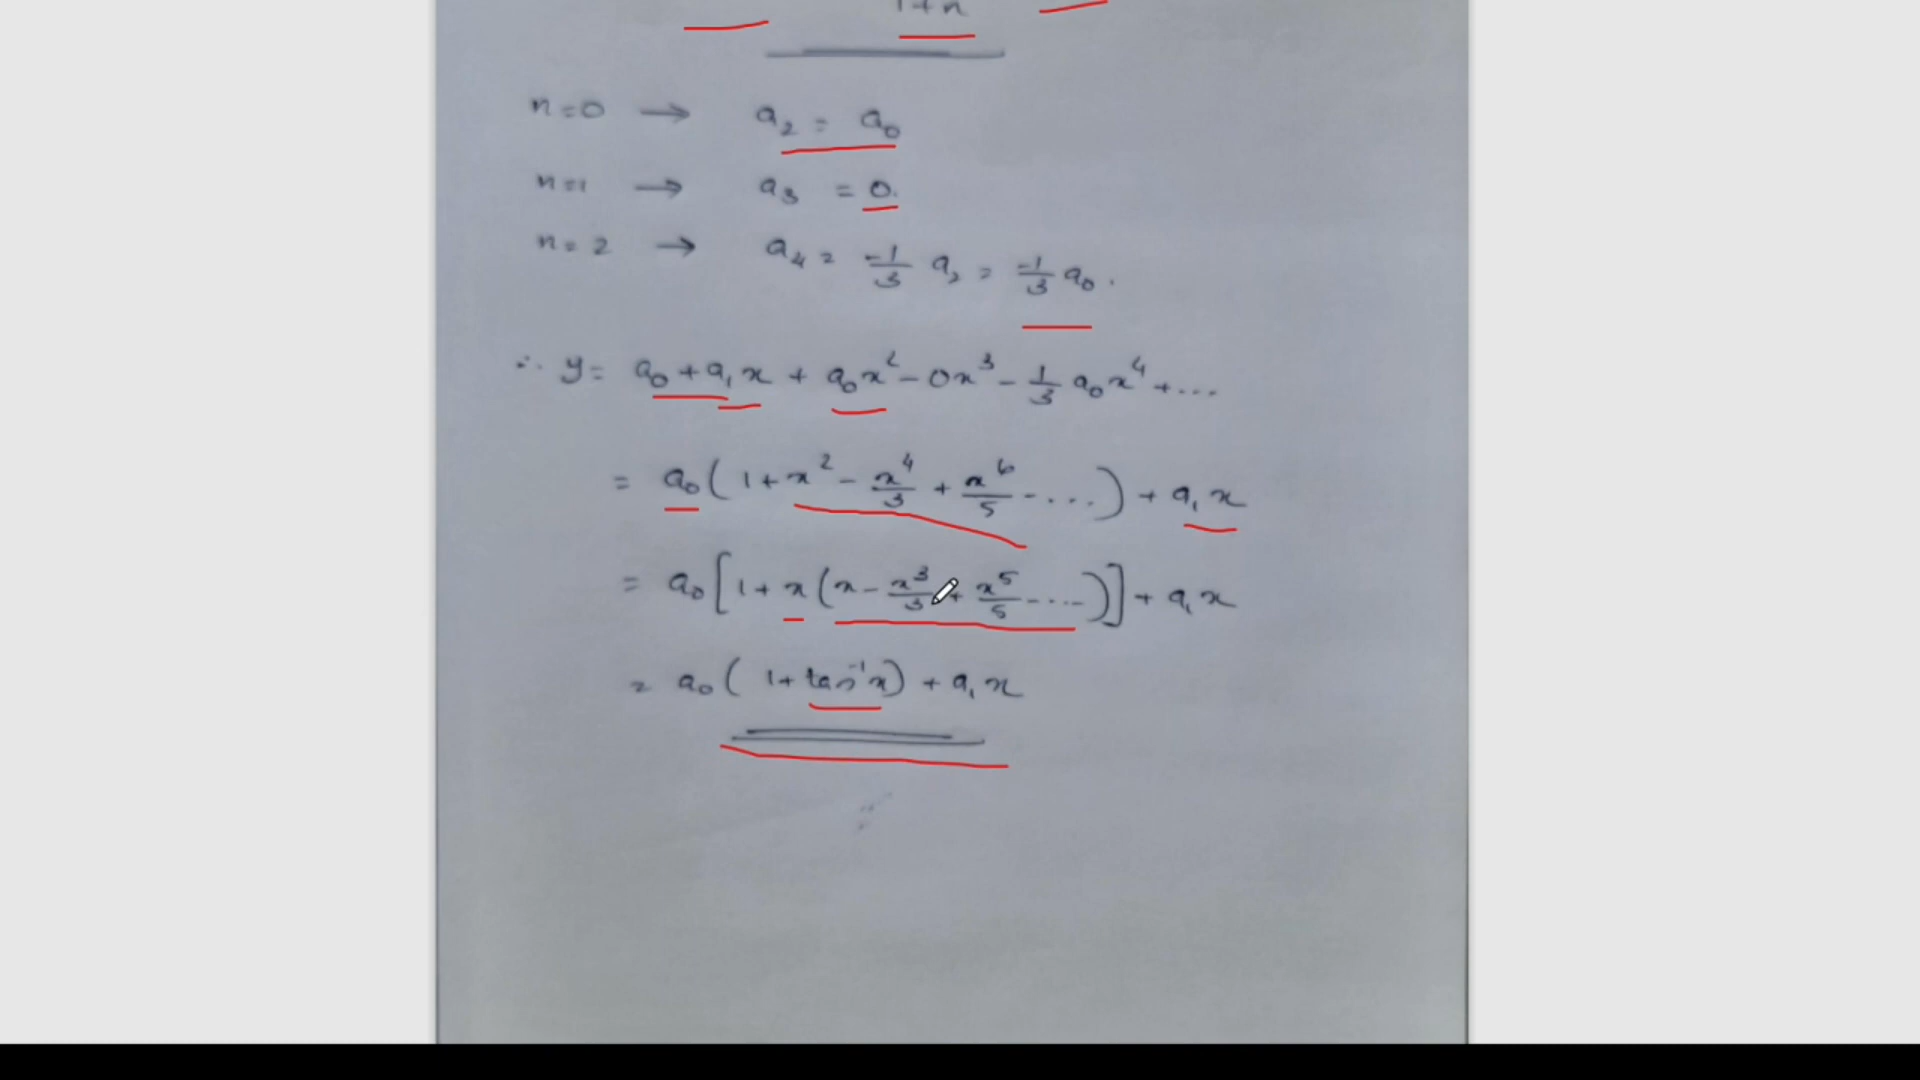 1+n
n=0 → a₂ = a₀
n=1 → a₃ = 0.
n=2 → a₄ = -1/3 a₂ = -1/3 a₀.
∴ y = a₀ + a₁x + a₀x² - 0x³ - 1/3 a₀x⁴ + ...
= a₀(1 + x² - x⁴/3 + x⁶/5 - ....) + a₁x
= a₀[1 + x(x - x³/3 + x⁵/5 - ....)] + a₁x
= a₀(1 + tan⁻¹x) + a₁x